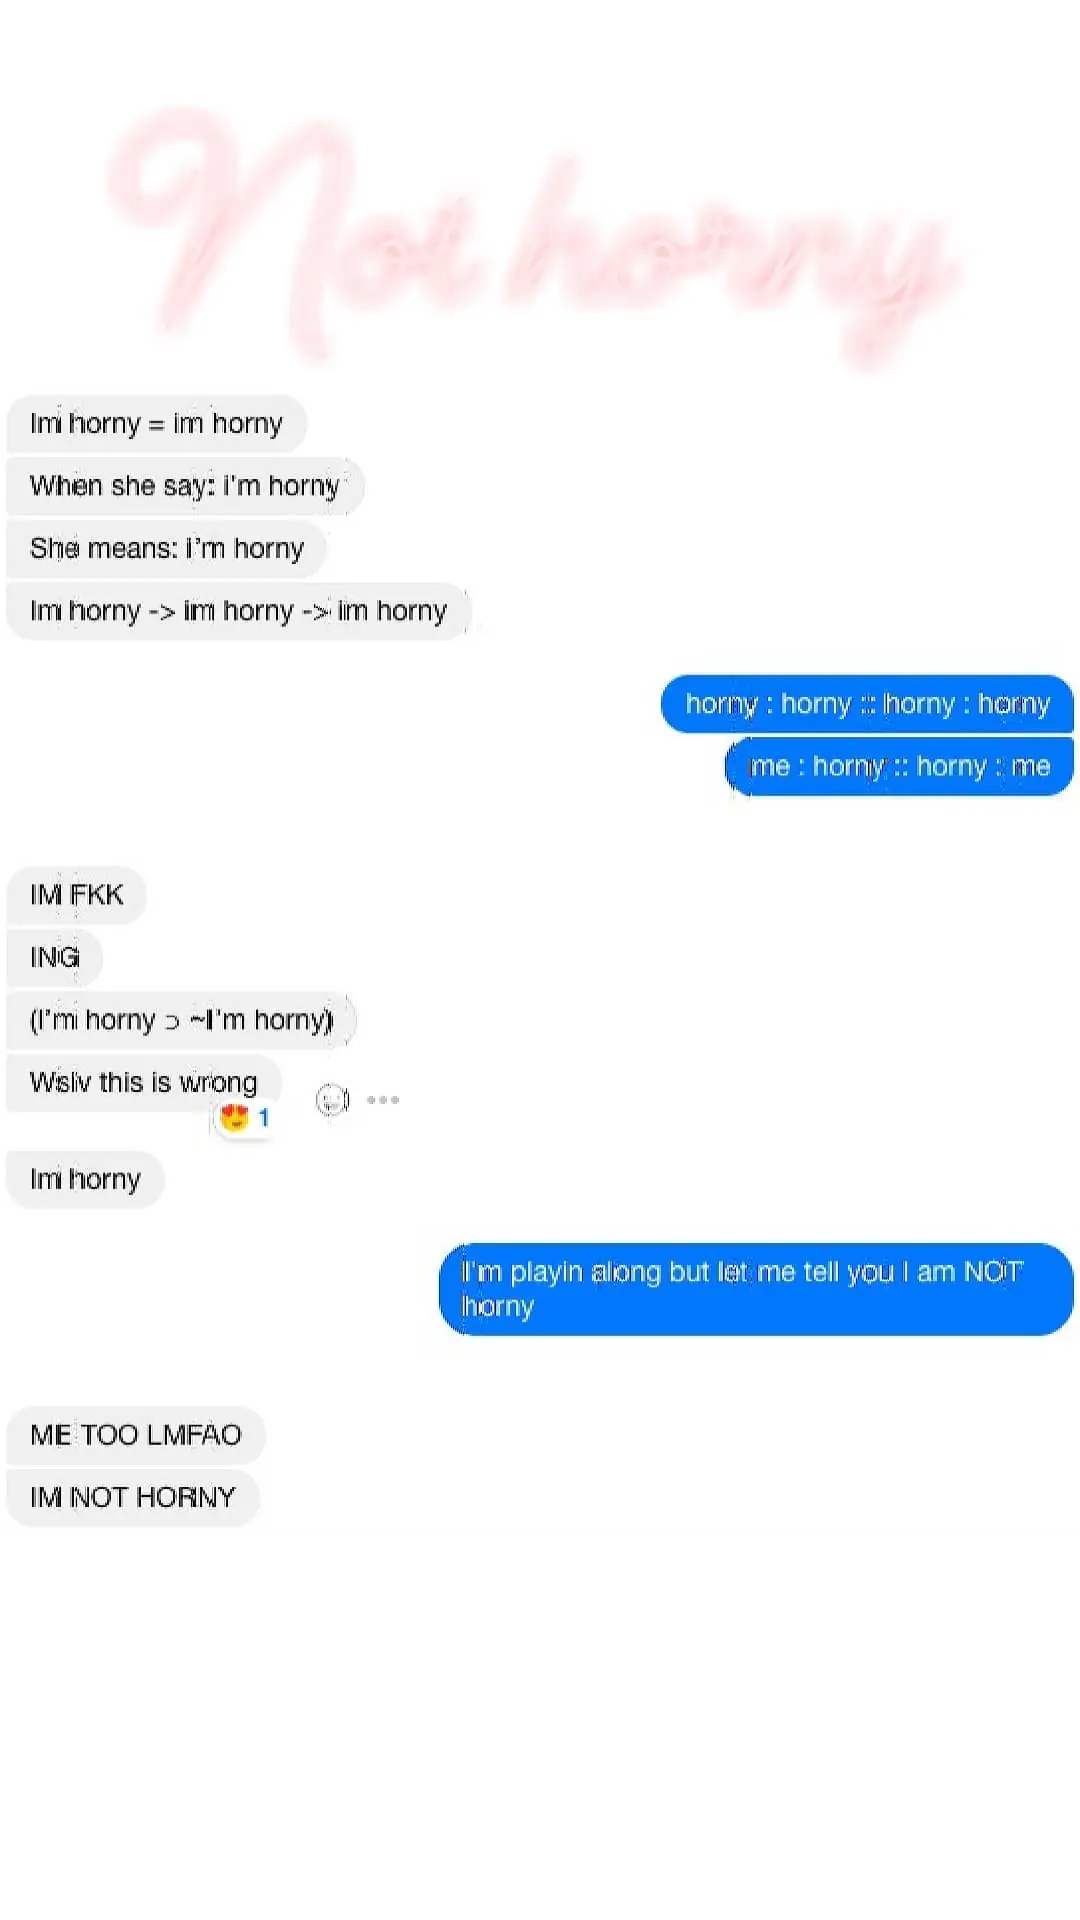 Not horny
Im horny = im horny
When she say: i'm horny
She means: i'm horny
Im horny -> im horny -> im horny
horny : horny :: horny : horny
me : horny :: horny : me
IM FKK
ING
(I'm horny ⊃ ~I'm horny)
Wslv this is wrong
1
Im horny
I'm playin along but let me tell you I am NOT
horny
ME TOO LMFAO
IM NOT HORNY